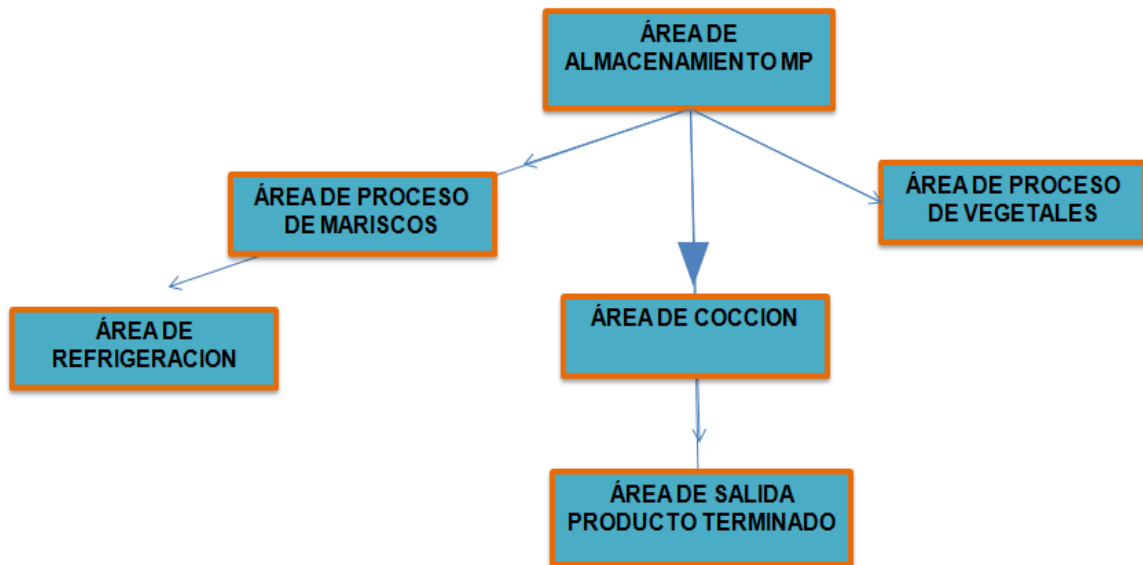 ÁREA DE
ALMACENAMIENTO MP
ÁREA DE PROCESO
DE MARISCOS
ÁREA DE PROCESO
DE VEGETALES
ÁREA DE
REFRIGERACION
ÁREA DE COCCION
ÁREA DE SALIDA
PRODUCTO TERMINADO